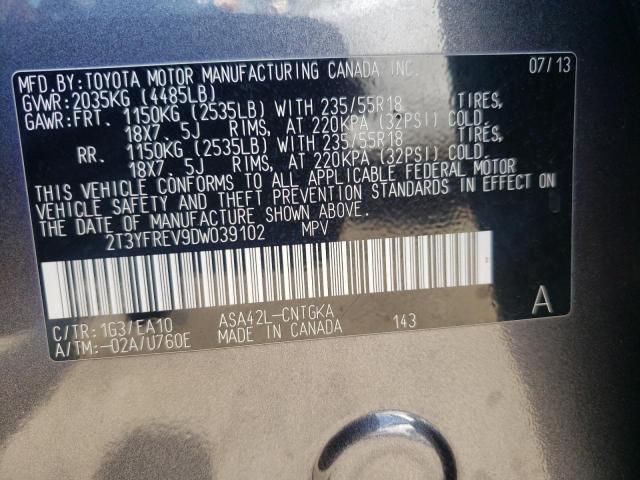 MFD.BY:TOYOTA MOTOR MANUFACTURING CANADA INC. 07/13
GVWR:2035KG (4485LB)
GAWR:FRT. 1150KG (2535LB) WITH 235/55R18 TIRES,
18X7. 5J RIMS, AT 220KPA (32PSI) COLD.
RR. 1150KG (2535LB) WITH 235/55R18 TIRES,
18X7. 5J RIMS, AT 220KPA (32PSI) COLD.
THIS VEHICLE CONFORMS TO ALL APPLICABLE FEDERAL MOTOR
VEHICLE SAFETY AND THEFT PREVENTION STANDARDS IN EFFECT ON
THE DATE OF MANUFACTURE SHOWN ABOVE.
2T3YFREV9DW039102 MPV
C/TR:1G3/EA10 ASA42L-CNTGKA A
A/TM:-02A/U760E MADE IN CANADA 143